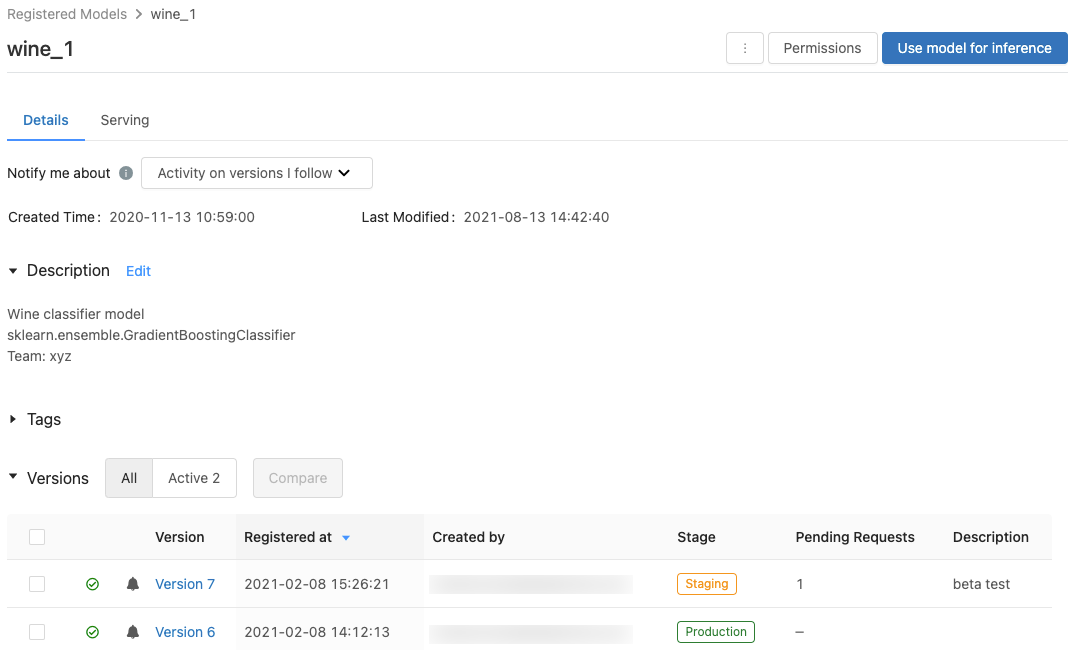 Registered Models > wine_1
wine_1
Permissions
Use model for inference
Details Serving
Notify me about Activity on versions I follow
Created Time: 2020-11-13 10:59:00 Last Modified: 2021-08-13 14:42:40
Description Edit
Wine classifier model
sklearn.ensemble.GradientBoostingClassifier
Team: xyz
Tags
Versions All Active 2 Compare
Version Registered at Created by Stage Pending Requests Description
Version 7 2021-02-08 15:26:21 Staging 1 beta test
Version 6 2021-02-08 14:12:13 Production –